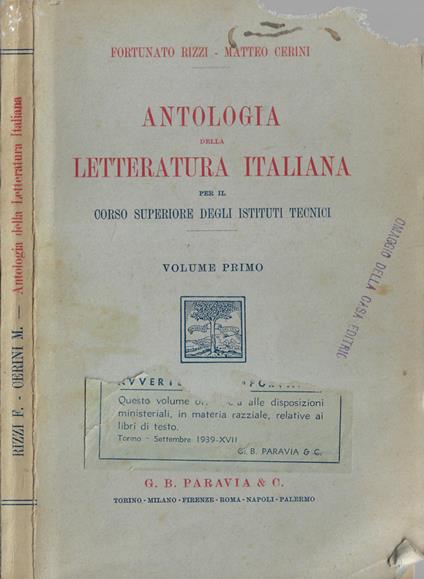 RIZZI F. - CERINI M. — Antologia della Letteratura Italiana
FORTUNATO RIZZI - MATTEO CERINI
ANTOLOGIA
DELLA
LETTERATURA ITALIANA
PER IL
CORSO SUPERIORE DEGLI ISTITUTI TECNICI
VOLUME PRIMO
OMAGGIO DELLA CASA EDITRIC
Questo volume alle disposizioni
ministeriali, in materia razziale, relative ai
libri di testo.
Torino - Settembre 1939-XVII
G. B. PARAVIA & C.
G. B. PARAVIA & C.
TORINO - MILANO - FIRENZE - ROMA - NAPOLI - PALERMO